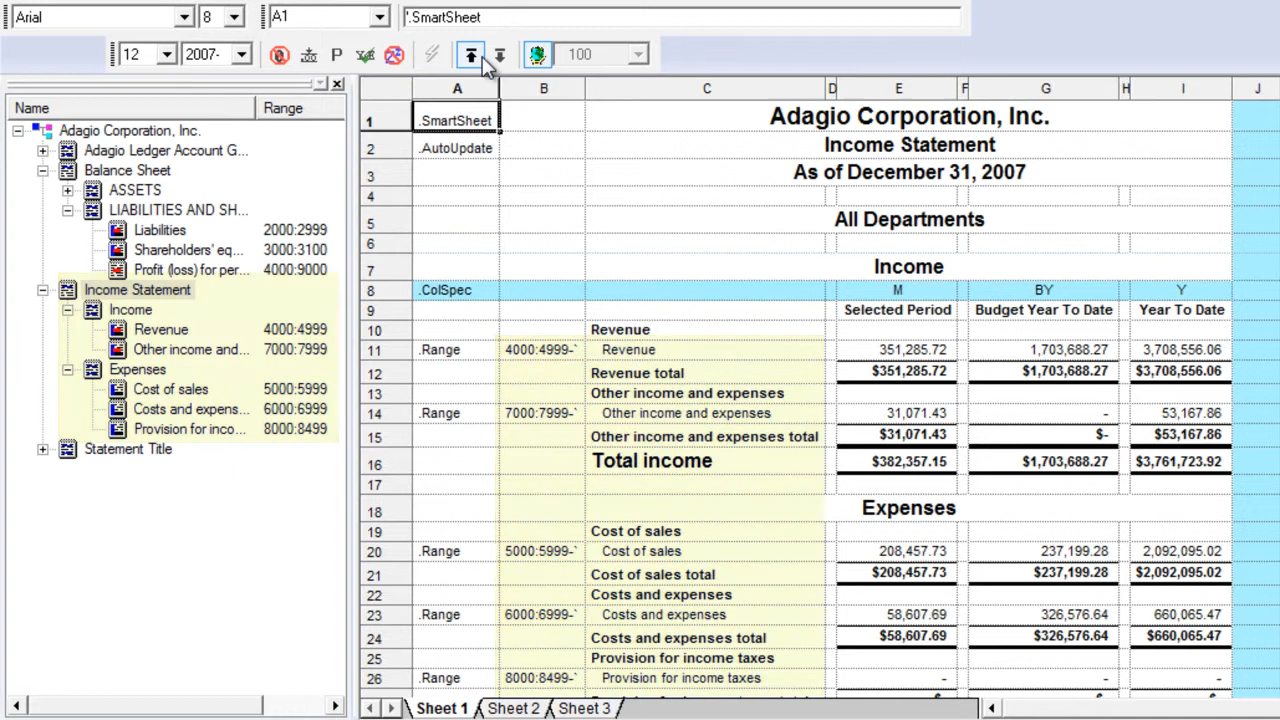 Arial 8 A1 '.SmartSheet
12 2007- P 100
Name Range
Adagio Corporation, Inc.
Adagio Ledger Account G...
Balance Sheet
ASSETS
LIABILITIES AND SH...
Liabilities 2000:2999
Shareholders' eq... 3000:3100
Profit (loss) for per... 4000:9000
Income Statement
Income
Revenue 4000:4999
Other income and... 7000:7999
Expenses
Cost of sales 5000:5999
Costs and expens... 6000:6999
Provision for inco... 8000:8499
Statement Title
A B C D E F G H I J
1 .SmartSheet Adagio Corporation, Inc.
2 .AutoUpdate Income Statement
3 As of December 31, 2007
4
5 All Departments
6
7 Income
8 .ColSpec M BY Y
9 Selected Period Budget Year To Date Year To Date
10 Revenue
11 .Range 4000:4999-` Revenue 351,285.72 1,703,688.27 3,708,556.06
12 Revenue total $351,285.72 $1,703,688.27 $3,708,556.06
13 Other income and expenses
14 .Range 7000:7999-` Other income and expenses 31,071.43 - 53,167.86
15 Other income and expenses total $31,071.43 $- $53,167.86
16 Total income $382,357.15 $1,703,688.27 $3,761,723.92
17
18 Expenses
19 Cost of sales
20 .Range 5000:5999-` Cost of sales 208,457.73 237,199.28 2,092,095.02
21 Cost of sales total $208,457.73 $237,199.28 $2,092,095.02
22 Costs and expenses
23 .Range 6000:6999-` Costs and expenses 58,607.69 326,576.64 660,065.47
24 Costs and expenses total $58,607.69 $326,576.64 $660,065.47
25 Provision for income taxes
26 .Range 8000:8499-` Provision for income taxes - - -
Sheet 1 Sheet 2 Sheet 3